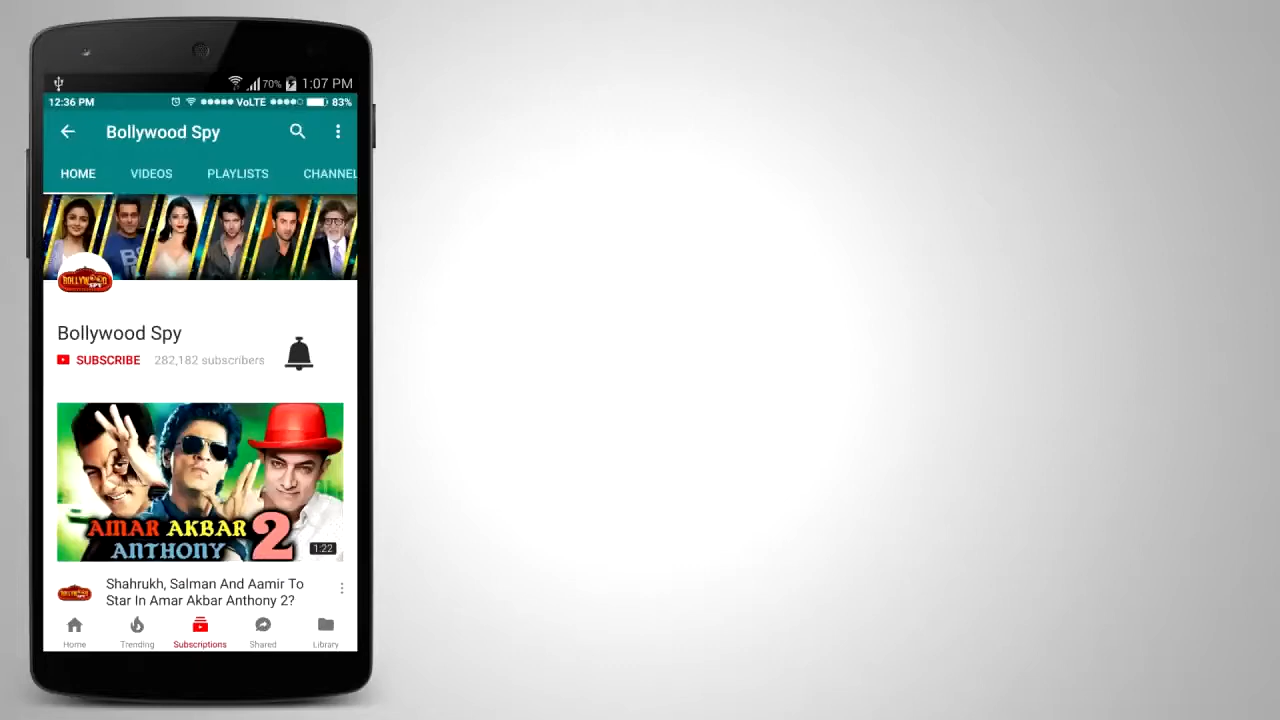 70% 1:07 PM
12:36 PM VoLTE 83%
Bollywood Spy
HOME VIDEOS PLAYLISTS CHANNEL
BOLLYWOOD
SPY
Bollywood Spy
SUBSCRIBE 282,182 subscribers
AMAR AKBAR
ANTHONY 2
1:22
Shahrukh, Salman And Aamir To
Star In Amar Akbar Anthony 2?
Home Trending Subscriptions Shared Library